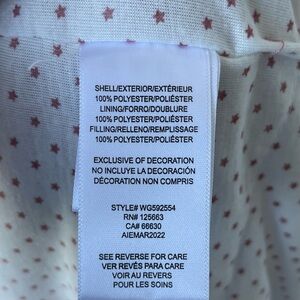 SHELL/EXTERIOR/EXTÉRIEUR
100% POLYESTER/POLIÉSTER
LINING/FORRO/DOUBLURE
100% POLYESTER/POLIÉSTER
FILLING/RELLENO/REMPLISSAGE
100% POLYESTER/POLIÉSTER
EXCLUSIVE OF DECORATION
NO INCLUYE LA DECORACIÓN
DÉCORATION NON COMPRIS
STYLE# WG592554
RN# 125663
CA# 66630
AIEMAR2022
SEE REVERSE FOR CARE
VER REVÉS PARA CARE
VOIR AU REVERS
POUR LES SOINS